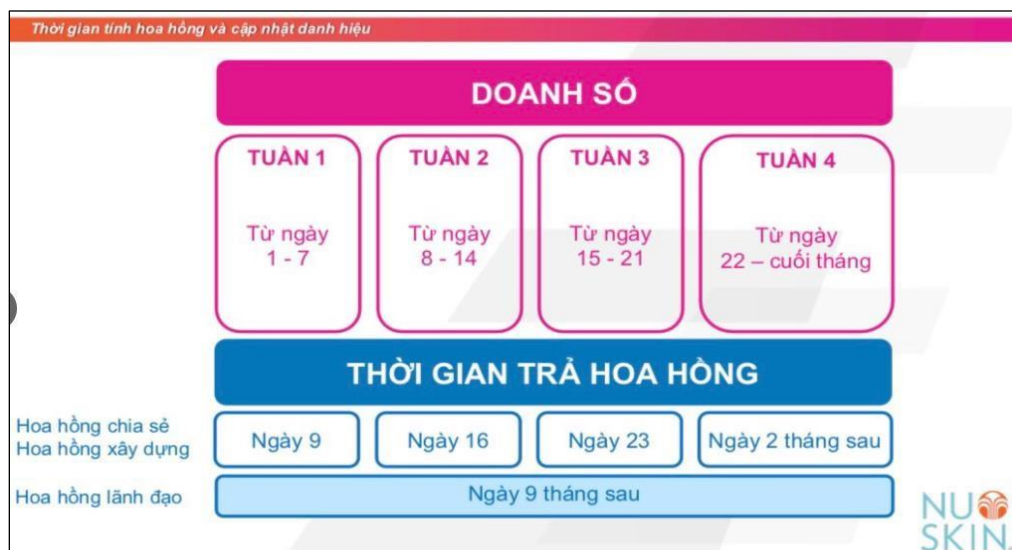 Thời gian tính hoa hồng và cập nhật danh hiệu
DOANH SỐ
TUẦN 1
Từ ngày
1 - 7
TUẦN 2
Từ ngày
8 - 14
TUẦN 3
Từ ngày
15 - 21
TUẦN 4
Từ ngày
22 – cuối tháng
THỜI GIAN TRẢ HOA HỒNG
Hoa hồng chia sẻ
Hoa hồng xây dựng
Ngày 9
Ngày 16
Ngày 23
Ngày 2 tháng sau
Hoa hồng lãnh đạo
Ngày 9 tháng sau
NU
SKIN